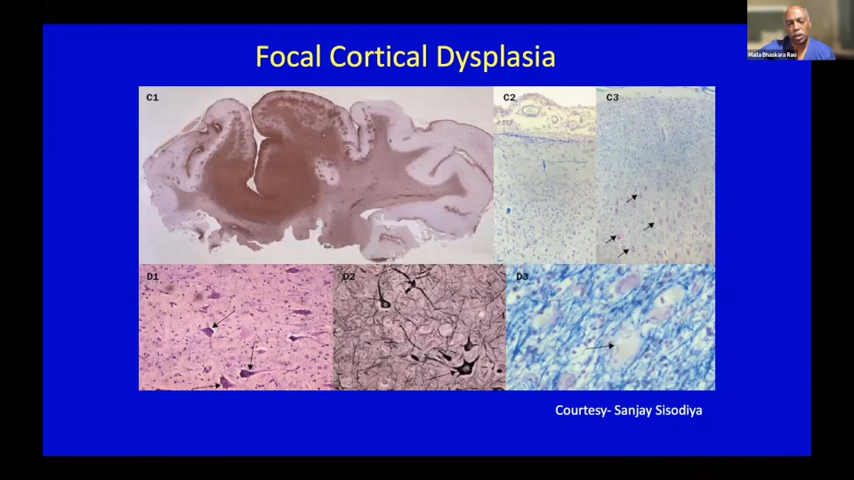 Focal Cortical Dysplasia
Malla Bhaskara Rao
C1
C2
C3
D1
D2
D3
Courtesy- Sanjay Sisodiya